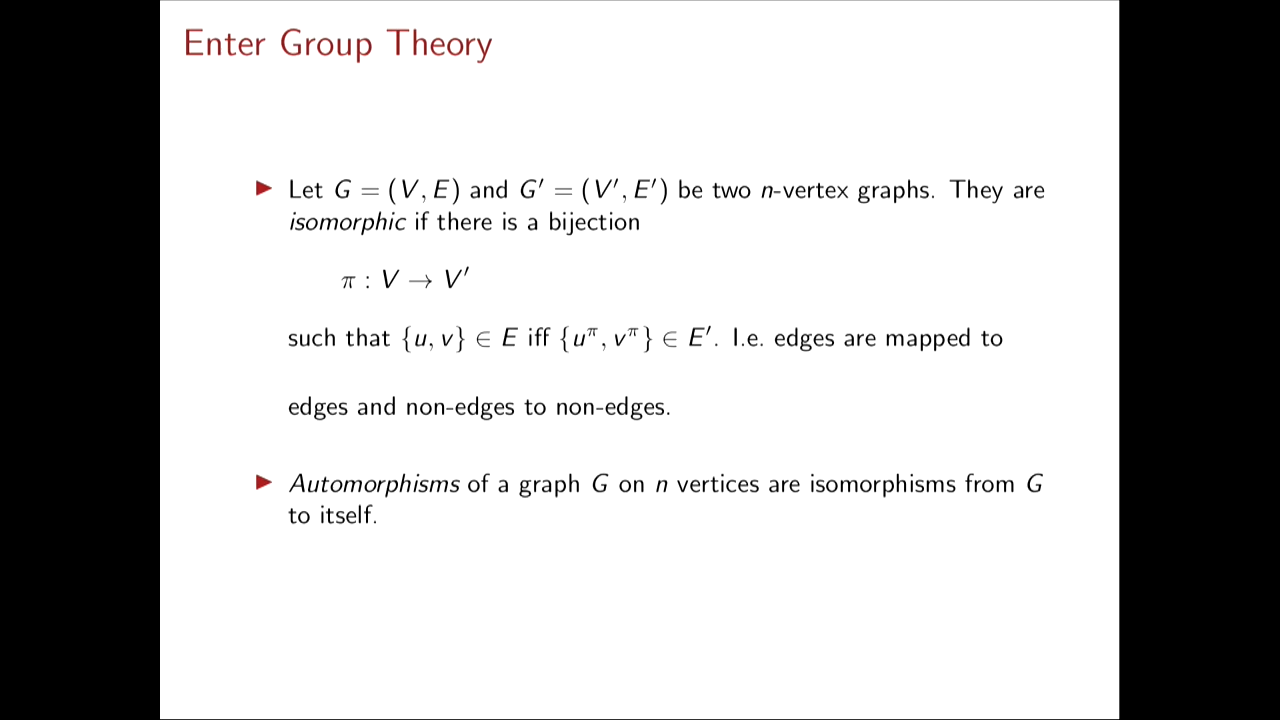 Enter Group Theory
▶ Let G = (V, E) and G′ = (V′, E′) be two n-vertex graphs. They are
isomorphic if there is a bijection
π : V → V′
such that {u, v} ∈ E iff {u^π, v^π} ∈ E′. I.e. edges are mapped to
edges and non-edges to non-edges.
▶ Automorphisms of a graph G on n vertices are isomorphisms from G
to itself.